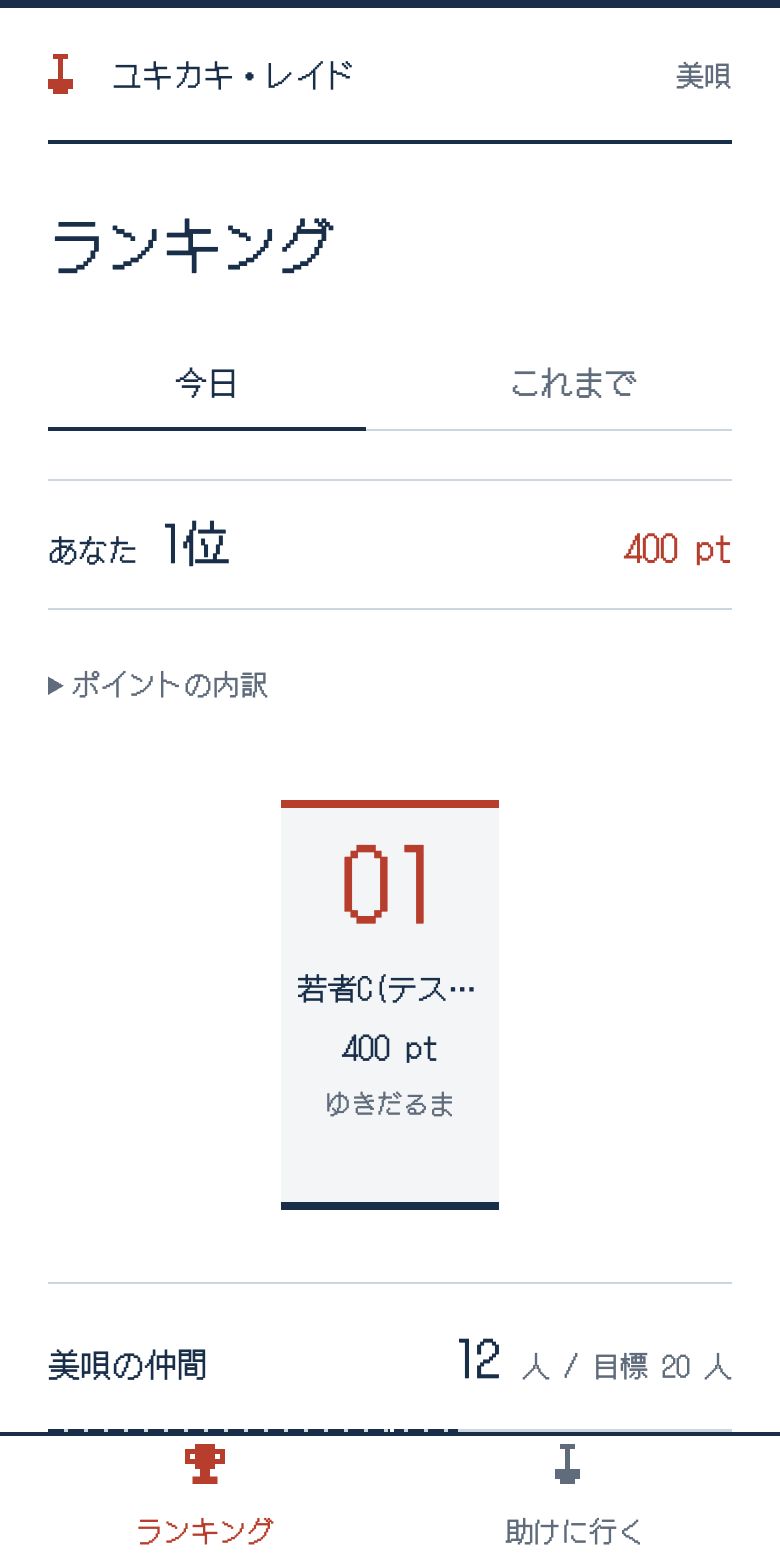 ユキカキ・レイド 美唄
ランキング
今日 これまで
あなた 1位 400 pt
▶ポイントの内訳
01
若者C(テス…
400 pt
ゆきだるま
美唄の仲間 12 人 / 目標 20 人
ランキング 助けに行く